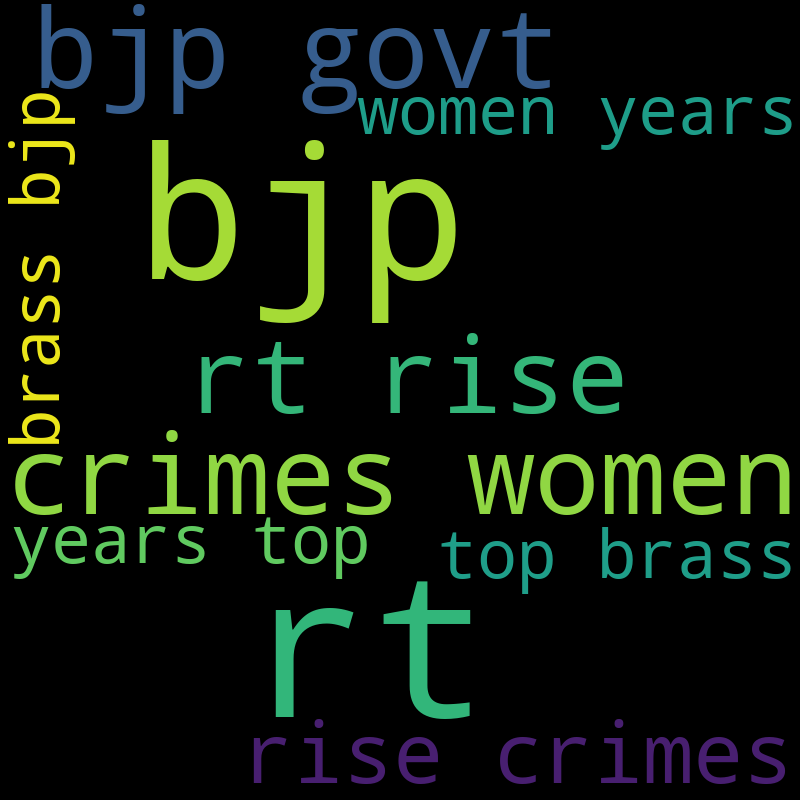 bjp govt
women years
brass bjp
bjp
rt rise
crimes women
years top
top brass
rt
rise crimes